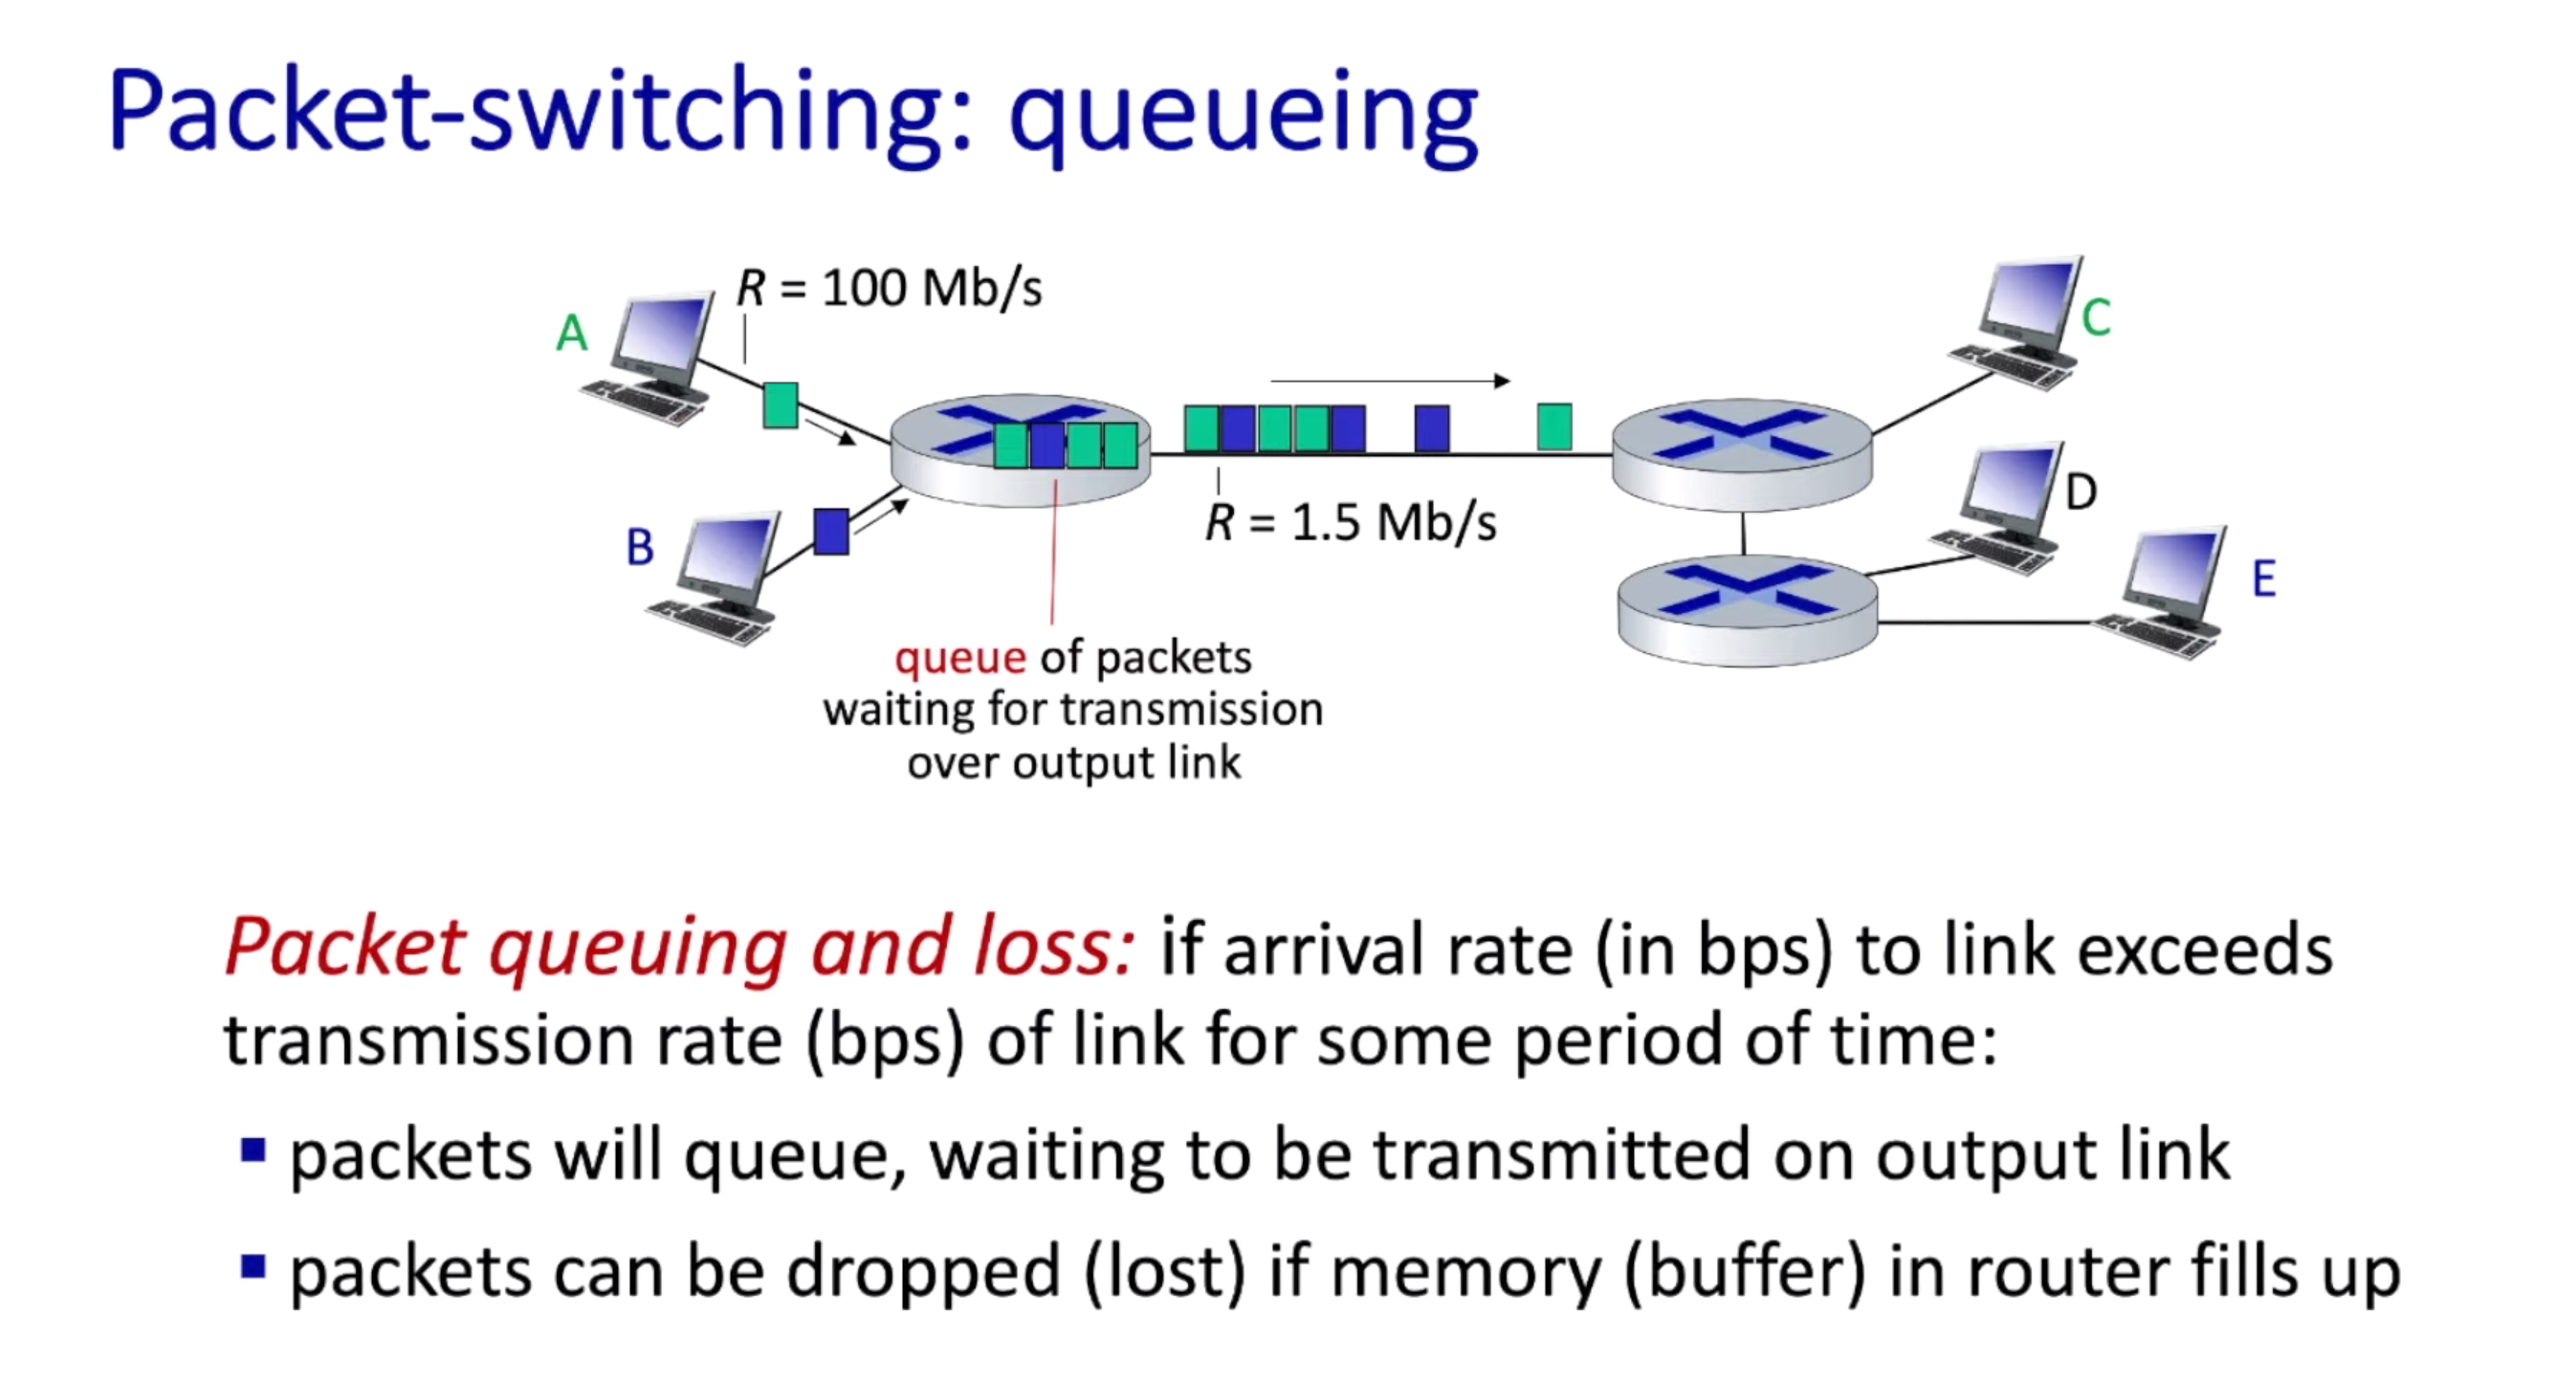 Packet-switching: queueing
R = 100 Mb/s
A
C
D
R = 1.5 Mb/s
B
E
queue of packets
waiting for transmission
over output link
Packet queuing and loss: if arrival rate (in bps) to link exceeds
transmission rate (bps) of link for some period of time:
▪ packets will queue, waiting to be transmitted on output link
▪ packets can be dropped (lost) if memory (buffer) in router fills up